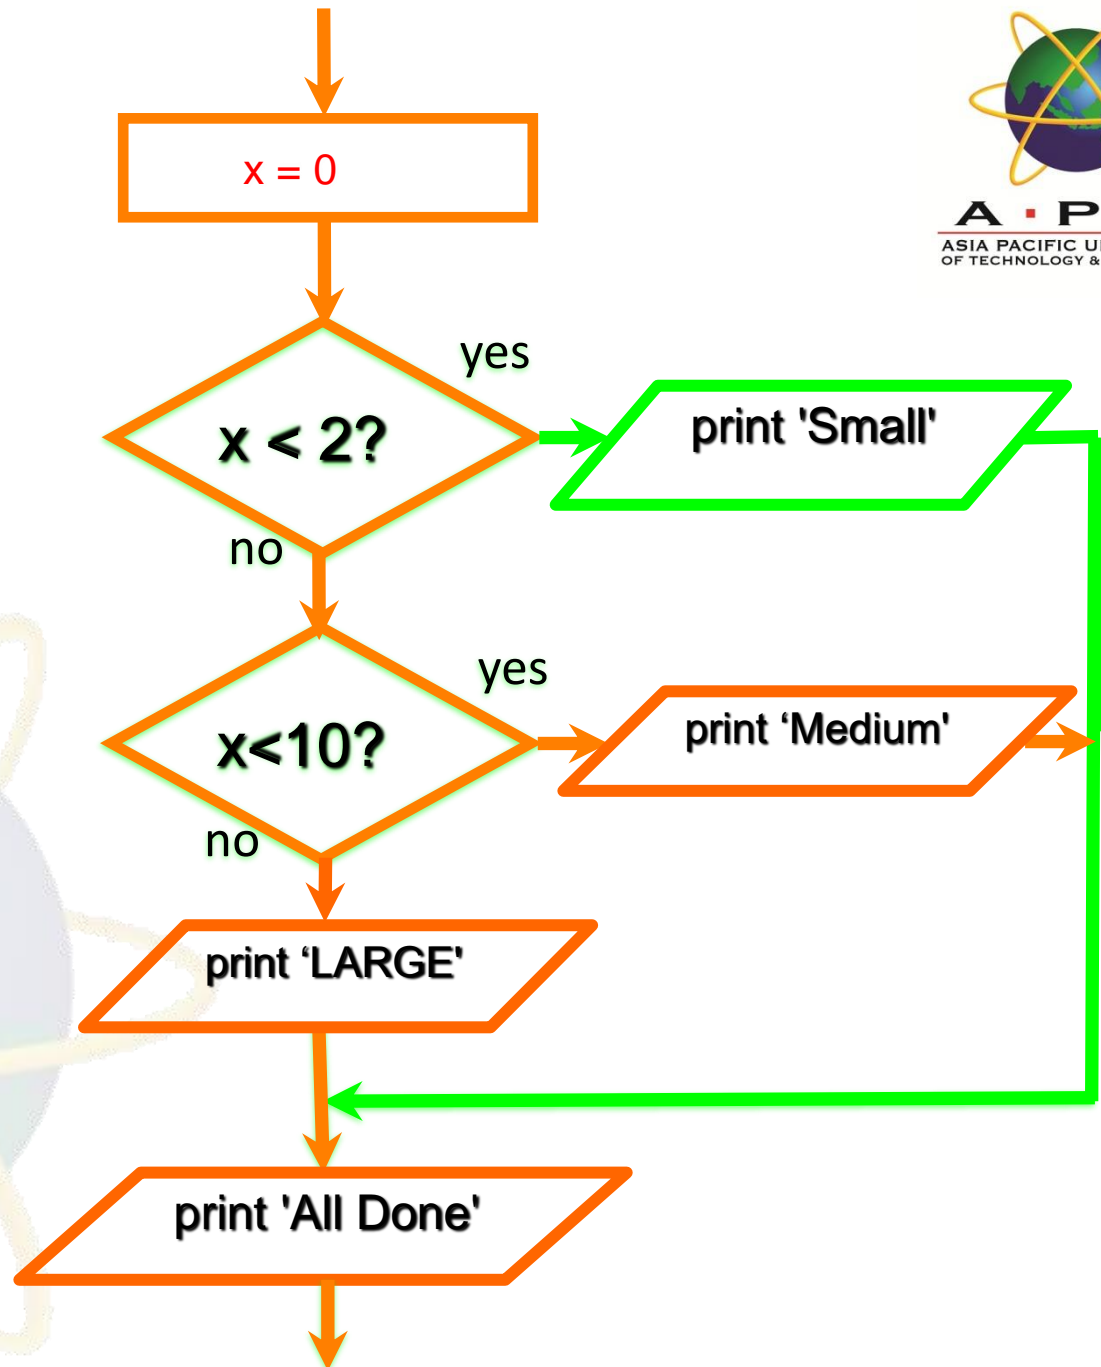 x = 0
A • P
ASIA PACIFIC
OF TECHNOLOGY &
yes
x < 2?
print 'Small'
no
yes
x<10?
print ‘Medium'
no
print ‘LARGE'
print 'All Done'